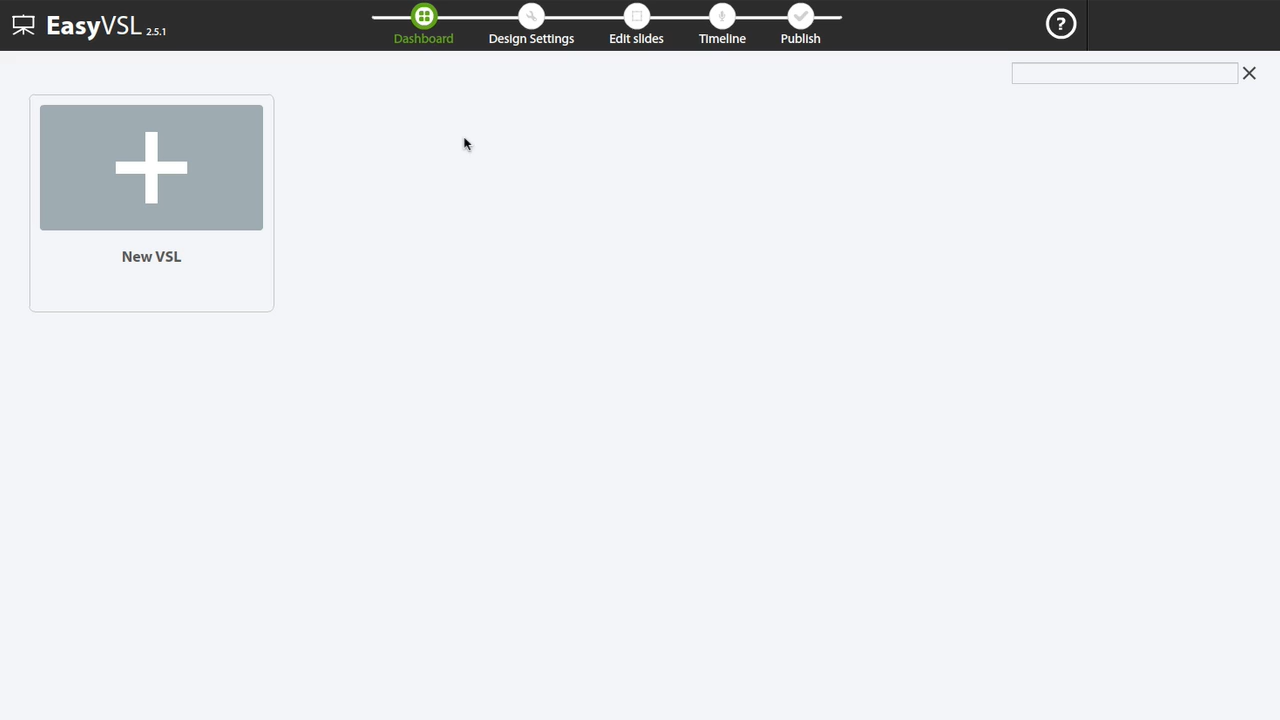 EasyVSL 2.5.1
Dashboard
Design Settings
Edit slides
Timeline
Publish
?
New VSL